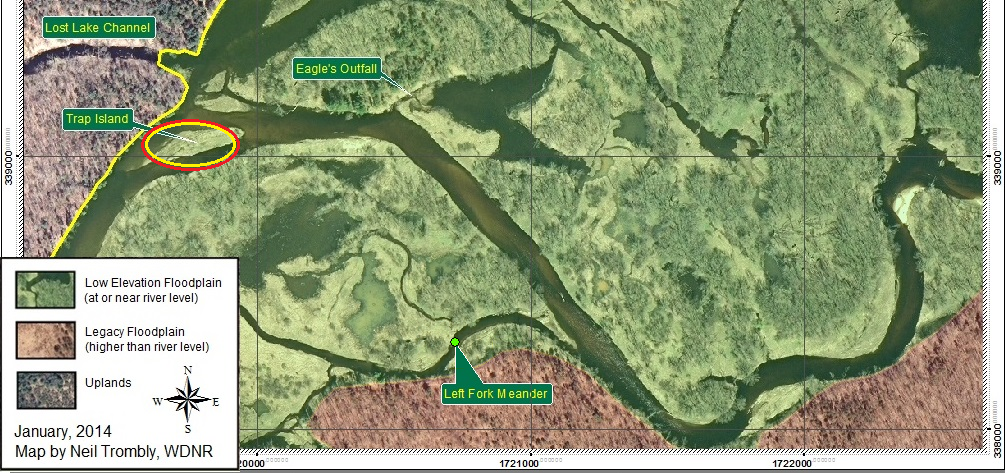 Lost Lake Channel
Eagle's Outfall
Trap Island
339000
339000
Left Fork Meander
Low Elevation Floodplain
(at or near river level)
Legacy Floodplain
(higher than river level)
Uplands
N
W E
S
January, 2014
Map by Neil Trombly, WDNR
338000
1721000
1722000